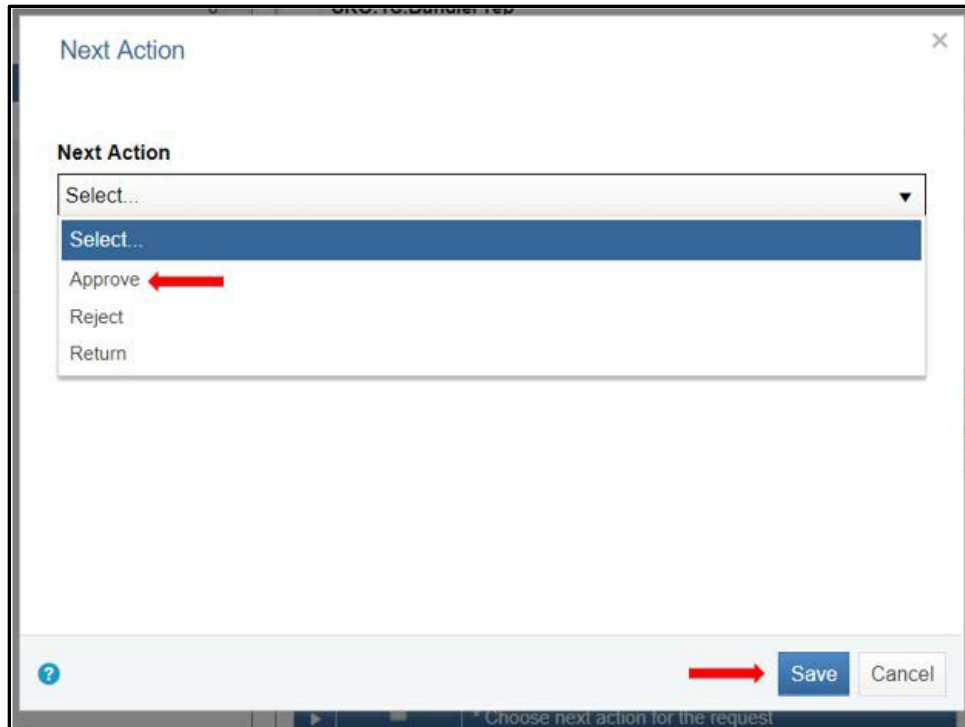 Next Action
×
Next Action
Select...
Select...
Approve
Reject
Return
?
Save
Cancel
* Choose next action for the request